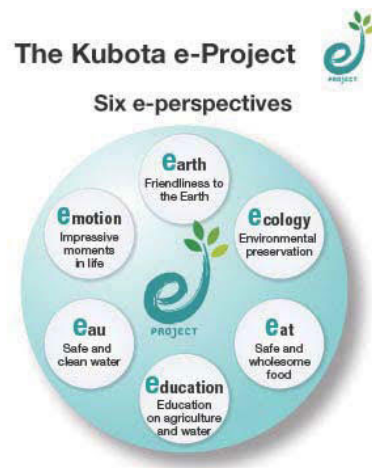 The Kubota e-Project
e
PROJECT
Six e-perspectives
earth
Friendliness to
the Earth
ecology
Environmental
preservation
eat
Safe and
wholesome
food
education
Education
on agriculture
and water
eau
Safe and
clean water
emotion
Impressive
moments
in life
e
PROJECT